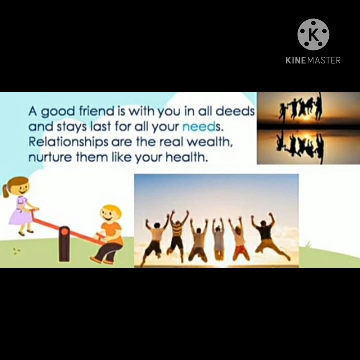 K
KINEMASTER
A good friend is with you in all deeds
and stays last for all your needs.
Relationships are the real wealth,
nurture them like your health.